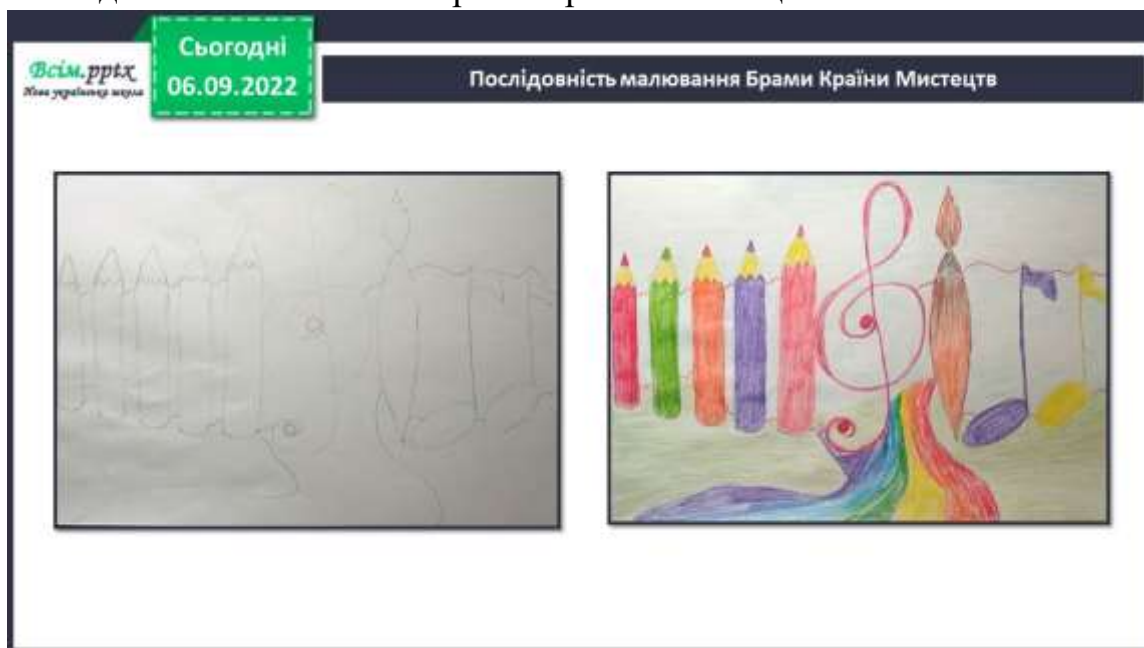 Всім.pptx
Нова українська школа
Сьогодні
06.09.2022
Послідовність малювання Брами Країни Мистецтв